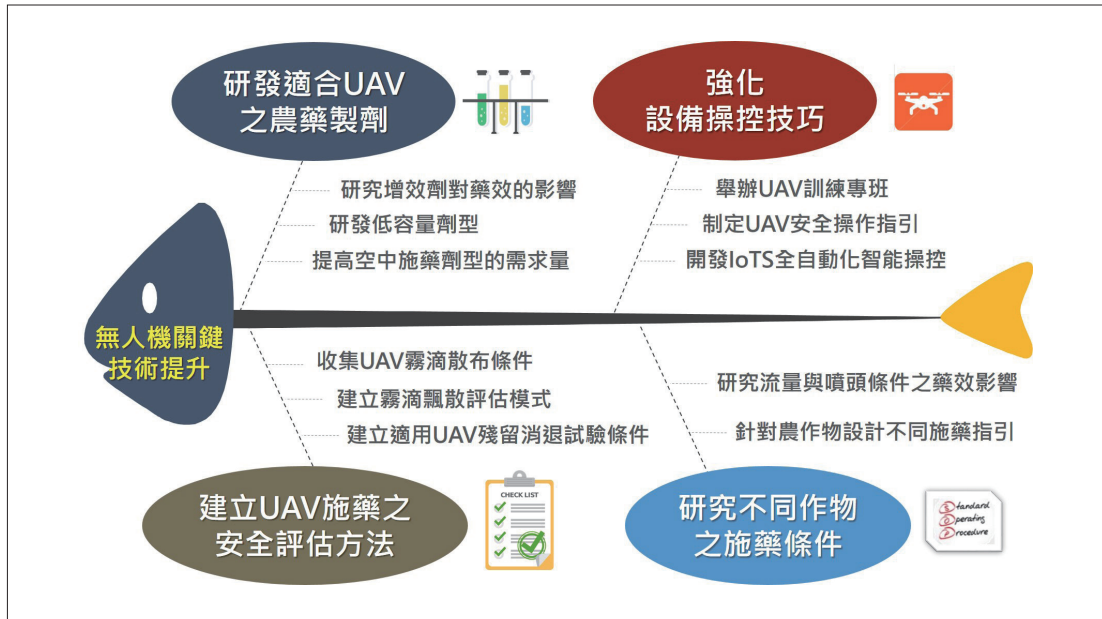 研發適合UAV
之農藥製劑
強化
設備操控技巧
研究增效劑對藥效的影響
研發低容量劑型
提高空中施藥劑型的需求量
舉辦UAV訓練專班
制定UAV安全操作指引
開發IoTS全自動化智能操控
無人機關鍵
技術提升
收集UAV霧滴散布條件
建立霧滴飄散評估模式
建立適用UAV殘留消退試驗條件
研究流量與噴頭條件之藥效影響
針對農作物設計不同施藥指引
建立UAV施藥之
安全評估方法
CHECK LIST
研究不同作物
之施藥條件
Standard
Operating
Procedure